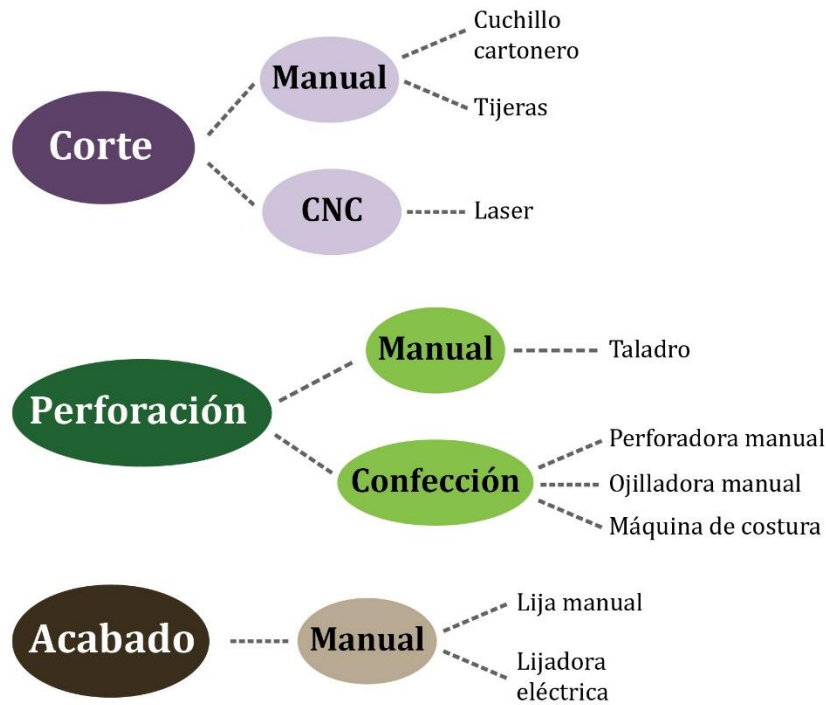 Corte
Manual
Cuchillo
cartonero
Tijeras
CNC
Laser
Perforación
Manual
Taladro
Confección
Perforadora manual
Ojilladora manual
Máquina de costura
Acabado
Manual
Lija manual
Lijadora
eléctrica